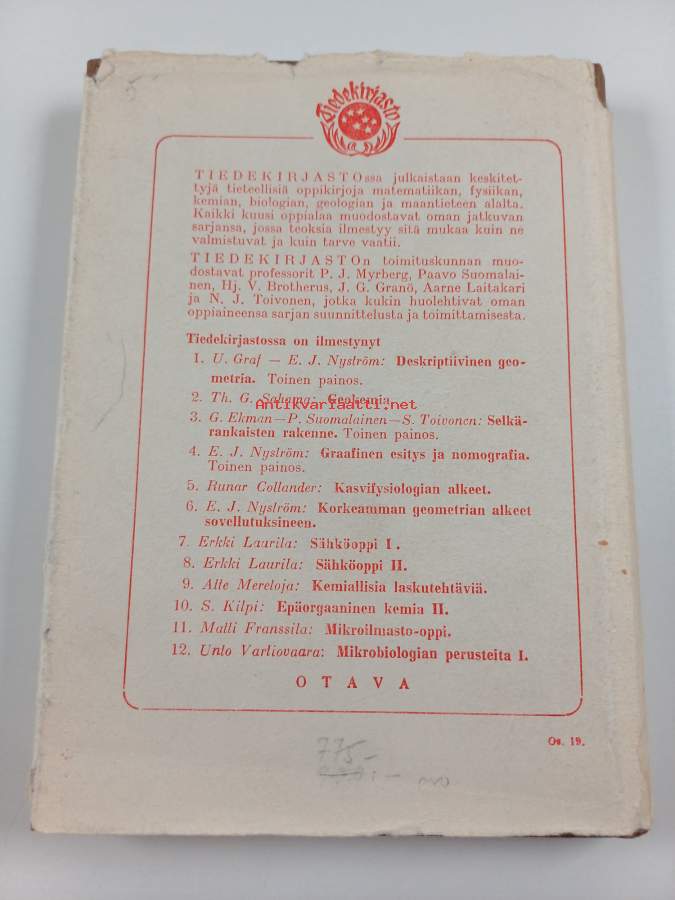 Tiedekirjasto
TIEDEKIRJASTOssa julkaistaan keskitet-
tyjä tieteellisiä oppikirjoja matematiikan, fysiikan,
kemian, biologian, geologian ja maantieteen alalta.
Kaikki kuusi oppialaa muodostavat oman jatkuvan
sarjansa, jossa teoksia ilmestyy sitä mukaa kuin ne
valmistuvat ja kuin tarve vaatii.
TIEDEKIRJASTOn toimituskunnan muo-
dostavat professorit P. J. Myrberg, Paavo Suomalai-
nen, Hj. V. Brotherus, J. G. Granö, Aarne Laitakari
ja N. J. Toivonen, jotka kukin huolehtivat oman
oppiaineensa sarjan suunnittelusta ja toimittamisesta.
Tiedekirjastossa on ilmestynyt
1. U. Graf — E. J. Nyström: Deskriptiivinen geo-
metria. Toinen painos.
2. Th. G. Sahama: Geokemia.
Antikvariaatti.net
3. G. Ekman—P. Suomalainen—S. Toivonen: Selkä-
rankaisten rakenne. Toinen painos.
4. E. J. Nyström: Graafinen esitys ja nomografia.
Toinen painos.
5. Runar Collander: Kasvifysiologian alkeet.
6. E. J. Nyström: Korkeamman geometrian alkeet
sovellutuksineen.
7. Erkki Laurila: Sähköoppi I.
8. Erkki Laurila: Sähköoppi II.
9. Atte Mereloja: Kemiallisia laskutehtäviä.
10. S. Kilpi: Epäorgaaninen kemia II.
11. Matti Franssila: Mikroilmasto-oppi.
12. Unto Vartiovaara: Mikrobiologian perusteita I.
OTAVA
Os. 19.
775-